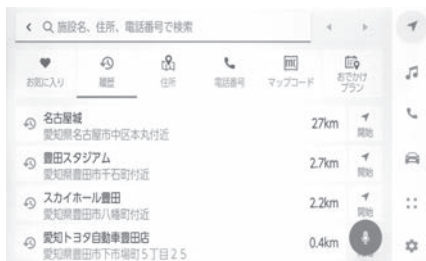 施設名、住所、電話番号で検索
お気に入り
履歴
住所
電話番号
マップコード
おでかけ
プラン
名古屋城
愛知県名古屋市中区本丸付近
27km
開始
豊田スタジアム
愛知県豊田市千石町付近
2.7km
開始
スカイホール豊田
愛知県豊田市八幡町付近
2.2km
開始
愛知トヨタ自動車豊田店
愛知県豊田市下市場町5丁目25
0.4km